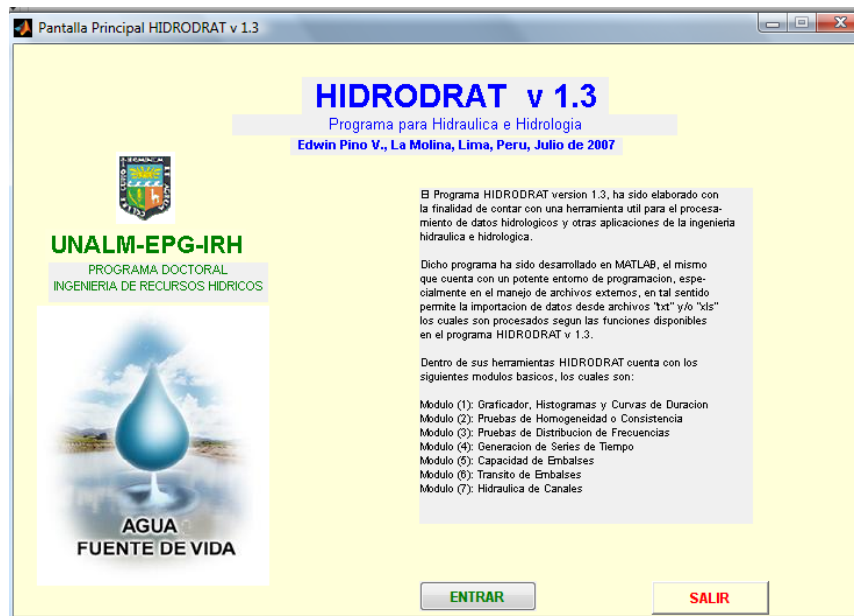 Pantalla Principal HIDRODRAT v 1.3
HIDRODRAT v 1.3
Programa para Hidraulica e Hidrologia
Edwin Pino V., La Molina, Lima, Peru, Julio de 2007
UNALM-EPG-IRH
PROGRAMA DOCTORAL
INGENIERIA DE RECURSOS HIDRICOS
AGUA
FUENTE DE VIDA
El Programa HIDRODRAT version 1.3, ha sido elaborado con
la finalidad de contar con una herramienta util para el procesa-
miento de datos hidrologicos y otras aplicaciones de la ingenieria
hidraulica e hidrologica.
Dicho programa ha sido desarrollado en MATLAB, el mismo
que cuenta con un potente entorno de programacion, espe-
cialmente en el manejo de archivos externos, en tal sentido
permite la importacion de datos desde archivos "txt" y/o "xls"
los cuales son procesados segun las funciones disponibles
en el programa HIDRODRAT v 1.3.
Dentro de sus herramientas HIDRODRAT cuenta con los
siguientes modulos basicos, los cuales son:
Modulo (1): Graficador, Histogramas y Curvas de Duracion
Modulo (2): Pruebas de Homogeneidad o Consistencia
Modulo (3): Pruebas de Distribucion de Frecuencias
Modulo (4): Generacion de Series de Tiempo
Modulo (5): Capacidad de Embalses
Modulo (6): Transito de Embalses
Modulo (7): Hidraulica de Canales
ENTRAR
SALIR